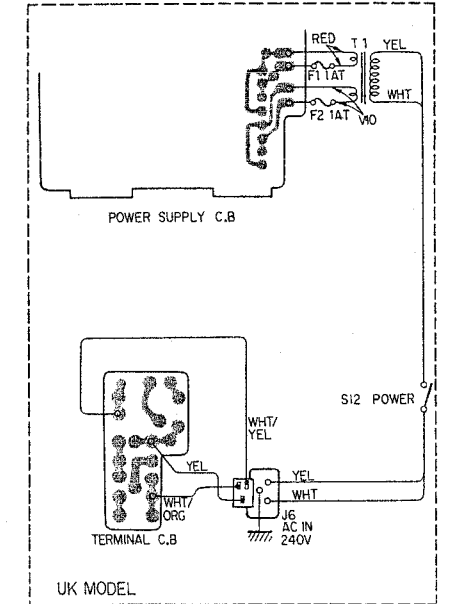 RED
T1
YEL
F1 1AT
WHT
F2 1AT
VIO
POWER SUPPLY C.B
S12 POWER
WHT/
YEL
YEL
YEL
WHT/
ORG
WHT
J6
AC IN
240V
TERMINAL C.B
UK MODEL